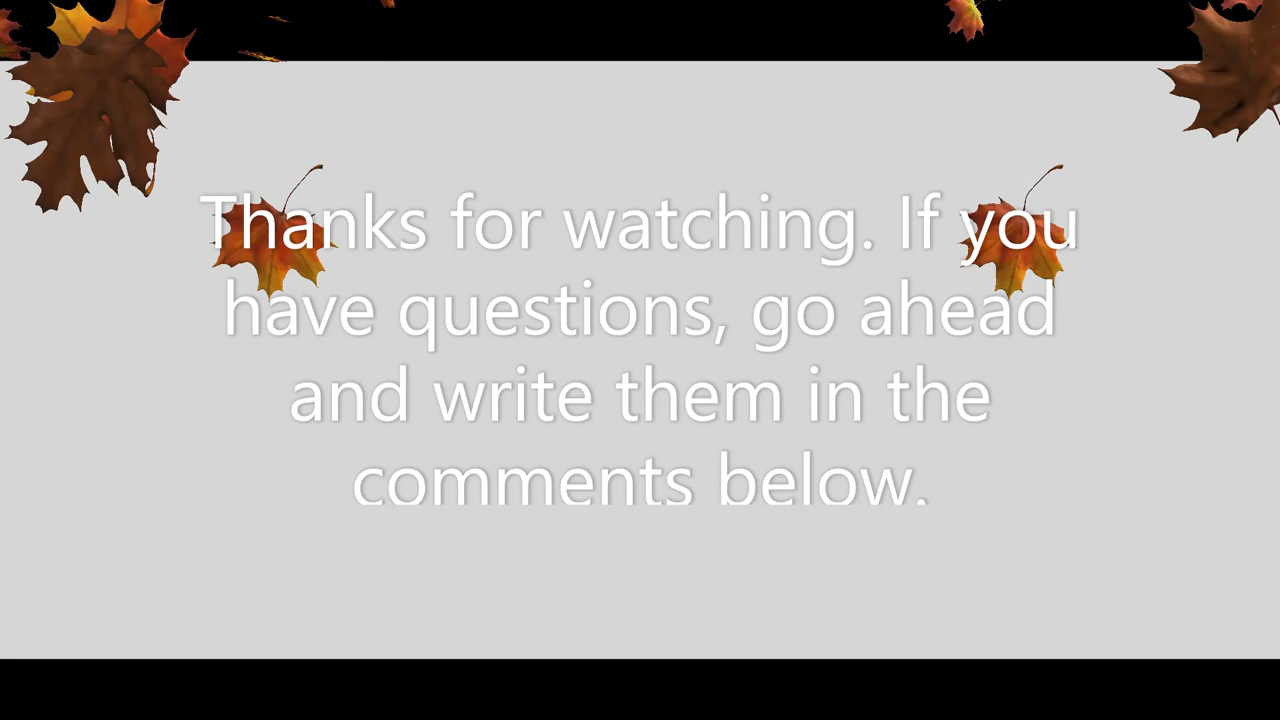 Thanks for watching. If you
have questions, go ahead
and write them in the
comments below.